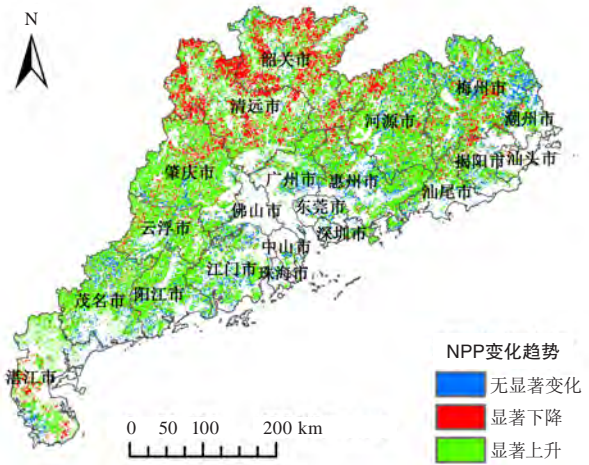 N
韶关市
清远市
梅州市
河源市
潮州市
揭阳市
汕头市
肇庆市
广州市
惠州市
汕尾市
佛山市
东莞市
云浮市
深圳市
中山市
江门市
珠海市
茂名市
阳江市
湛江市
NPP变化趋势
无显著变化
显著下降
显著上升
0 50 100 200 km